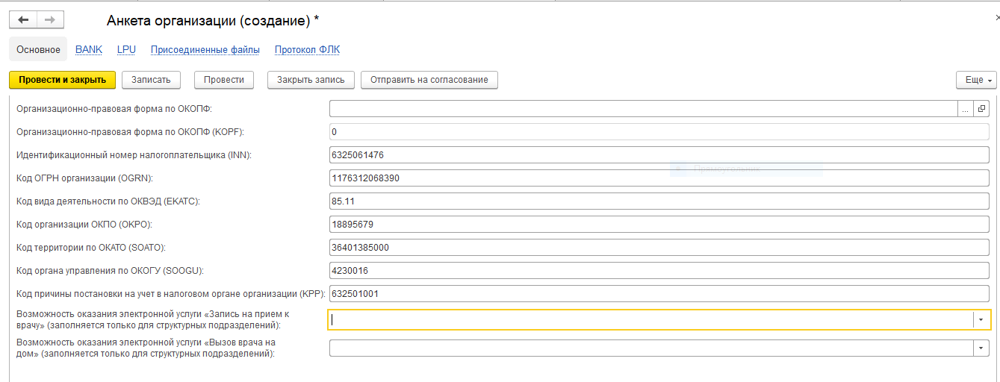 Анкета организации (создание) *
Основное BANK LPU Присоединенные файлы Протокол ФЛК
Провести и закрыть Записать Провести Закрыть запись Отправить на согласование Еще
Организационно-правовая форма по ОКОПФ: ...
Организационно-правовая форма по ОКОПФ (KOPF): 0
Идентификационный номер налогоплательщика (INN): 6325061476
Прямоугольник
Код ОГРН организации (OGRN): 1176312068390
Код вида деятельности по ОКВЭД (EKATC): 85.11
Код организации ОКПО (OKPO): 18895679
Код территории по ОКАТО (SOATO): 36401385000
Код органа управления по ОКОГУ (SOOGU): 4230016
Код причины постановки на учет в налоговом органе организации (KPP): 632501001
Возможность оказания электронной услуги «Запись на прием к
врачу» (заполняется только для структурных подразделений):
Возможность оказания электронной услуги «Вызов врача на
дом» (заполняется только для структурных подразделений):